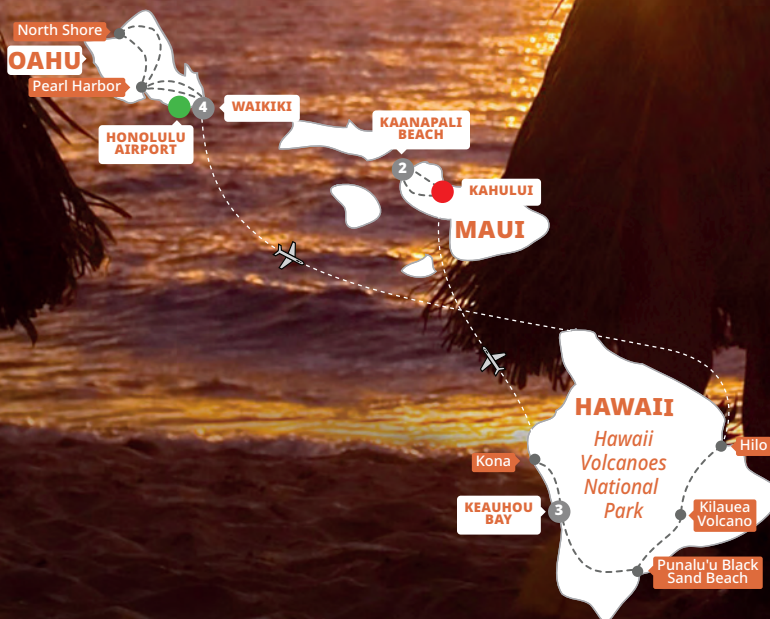 North Shore
OAHU
Pearl Harbor
4
WAIKIKI
HONOLULU
AIRPORT
KAANAPALI
BEACH
2
KAHULUI
MAUI
HAWAII
Hawaii
Volcanoes
National
Park
Hilo
Kona
KEAUHOU
BAY
3
Kilauea
Volcano
Punalu'u Black
Sand Beach